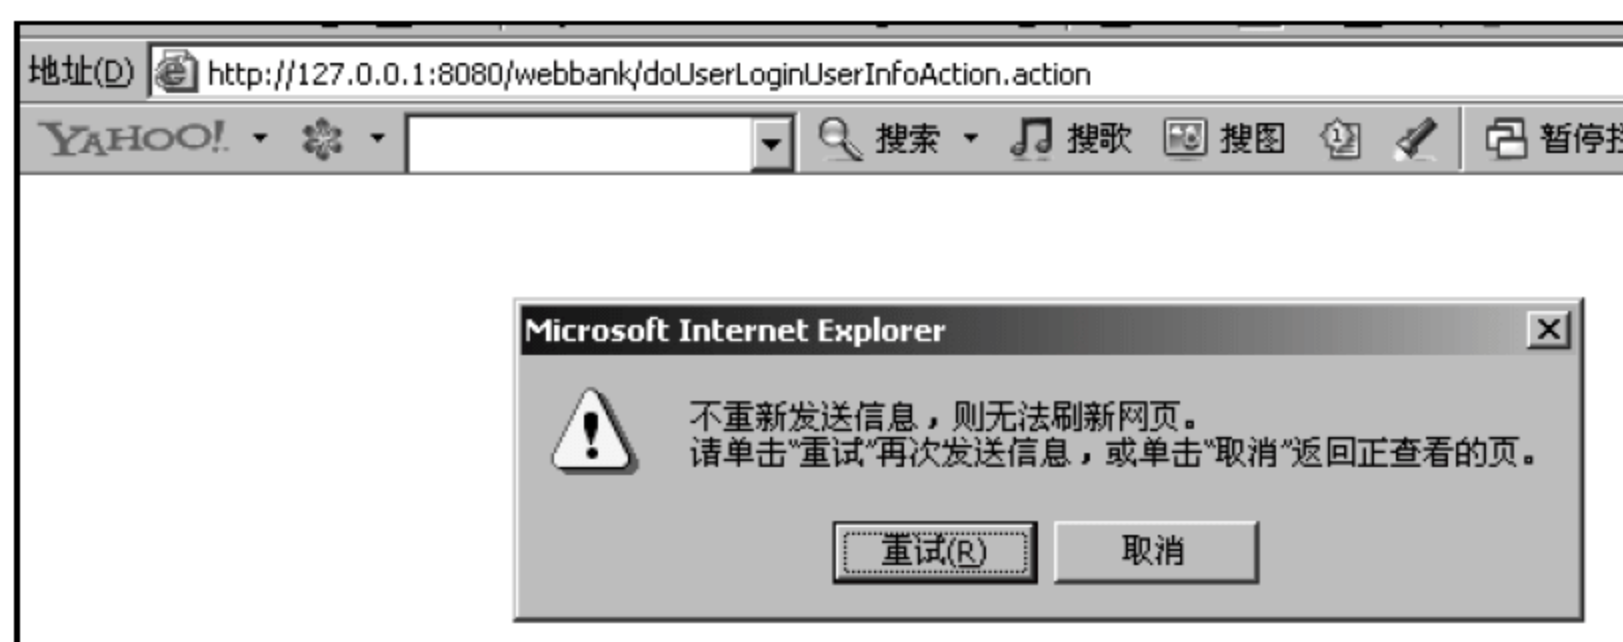 地址(D) http://127.0.0.1:8080/webbank/doUserLoginUserInfoAction.action
YAHOO! 搜索 搜歌 搜图 暂停
Microsoft Internet Explorer
不重新发送信息，则无法刷新网页。
请单击“重试”再次发送信息，或单击“取消”返回正查看的页。
重试(R) 取消